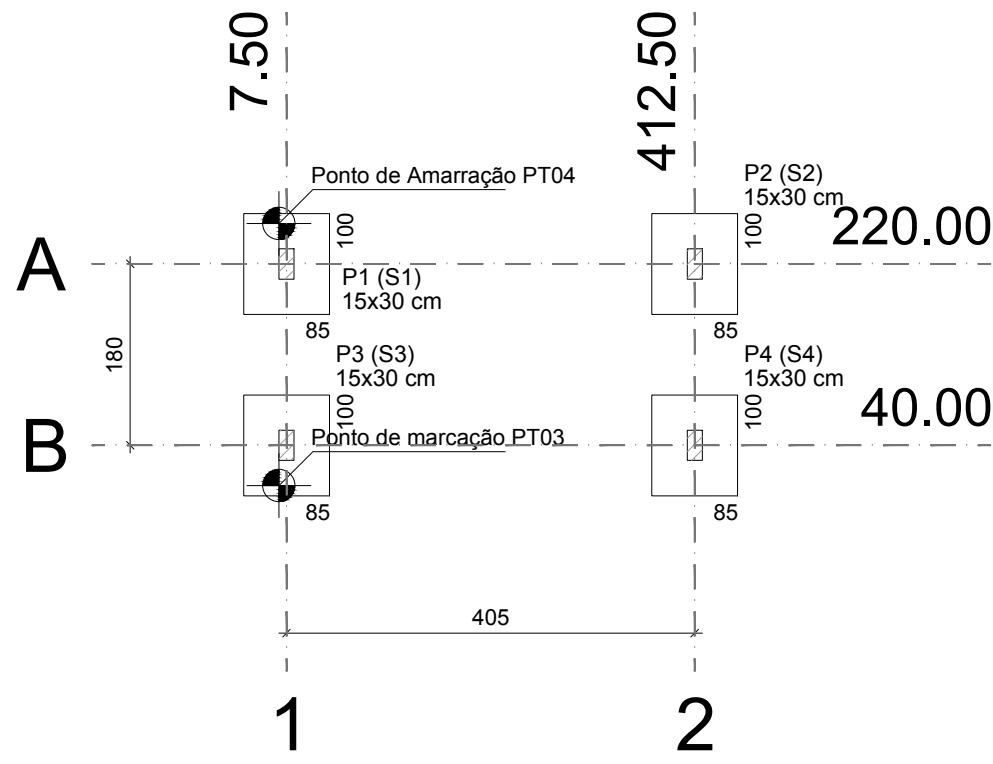 7.50
412.50
Ponto de Amarração PT04
P2 (S2)
15x30 cm
100
100
220.00
A
P1 (S1)
15x30 cm
85
85
180
P3 (S3)
15x30 cm
P4 (S4)
15x30 cm
100
100
40.00
B
Ponto de marcação PT03
85
85
405
1
2